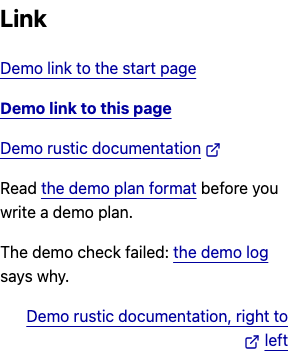 Link
Demo link to the start page
Demo link to this page
Demo rustic documentation
Read the demo plan format before you
write a demo plan.
The demo check failed: the demo log
says why.
Demo rustic documentation, right to
left